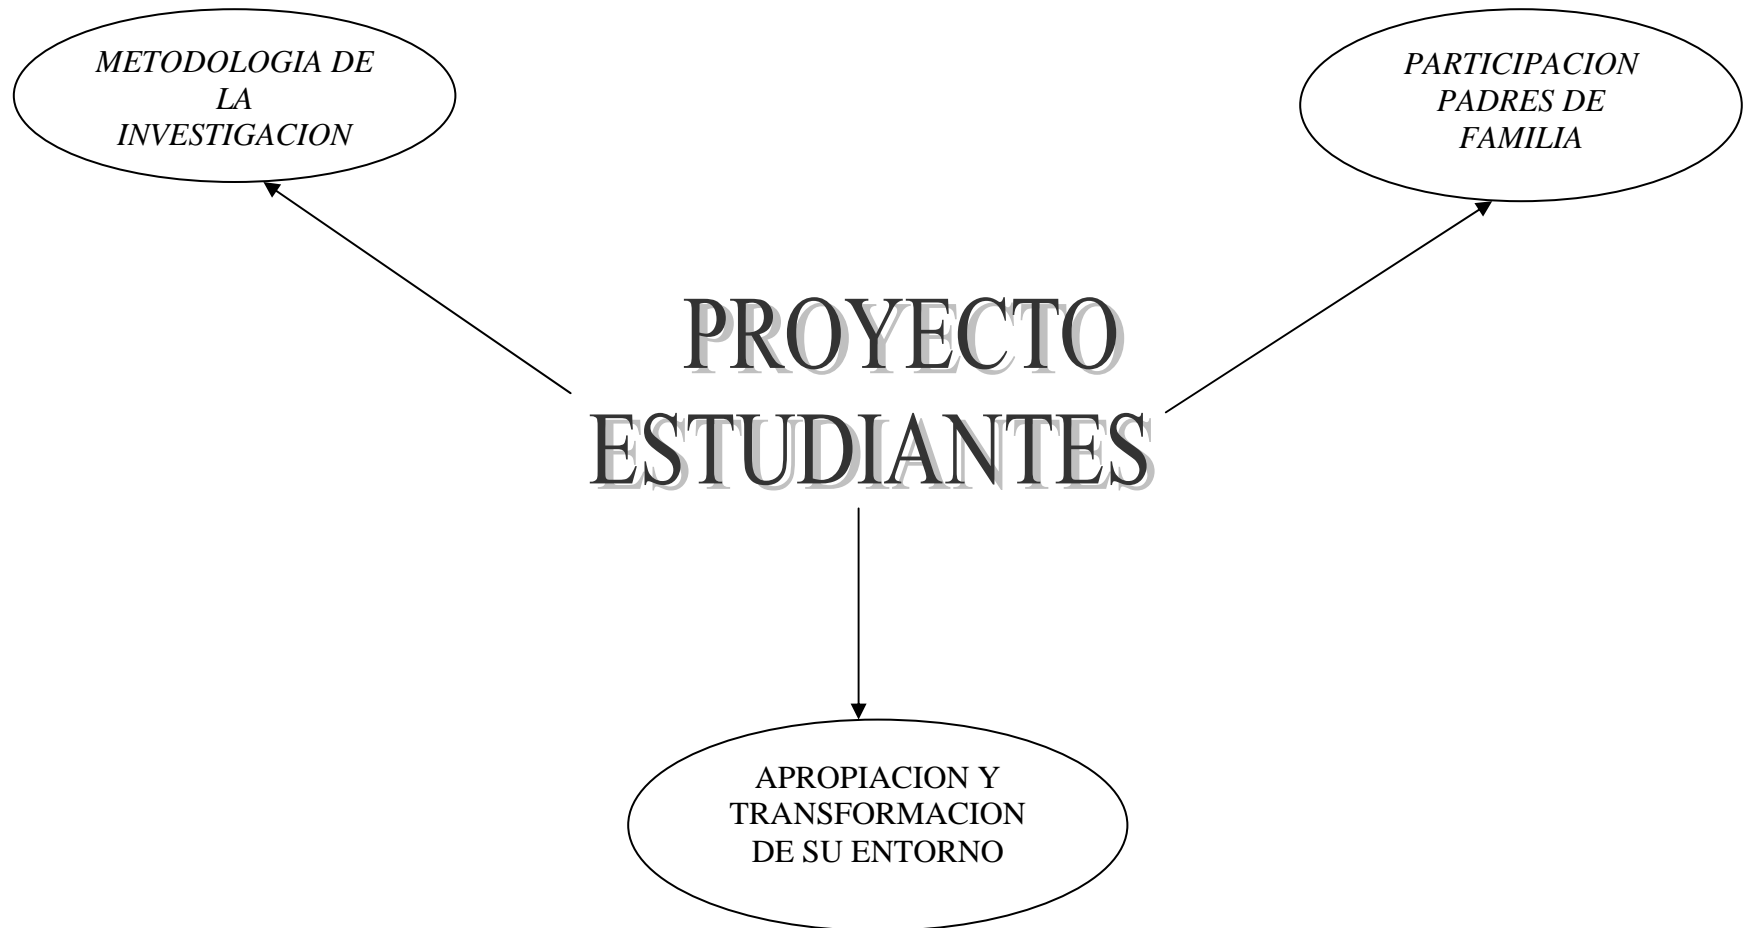 METODOLOGIA DE
LA
INVESTIGACION
PARTICIPACION
PADRES DE
FAMILIA
PROYECTO
ESTUDIANTES
APROPIACION Y
TRANSFORMACION
DE SU ENTORNO